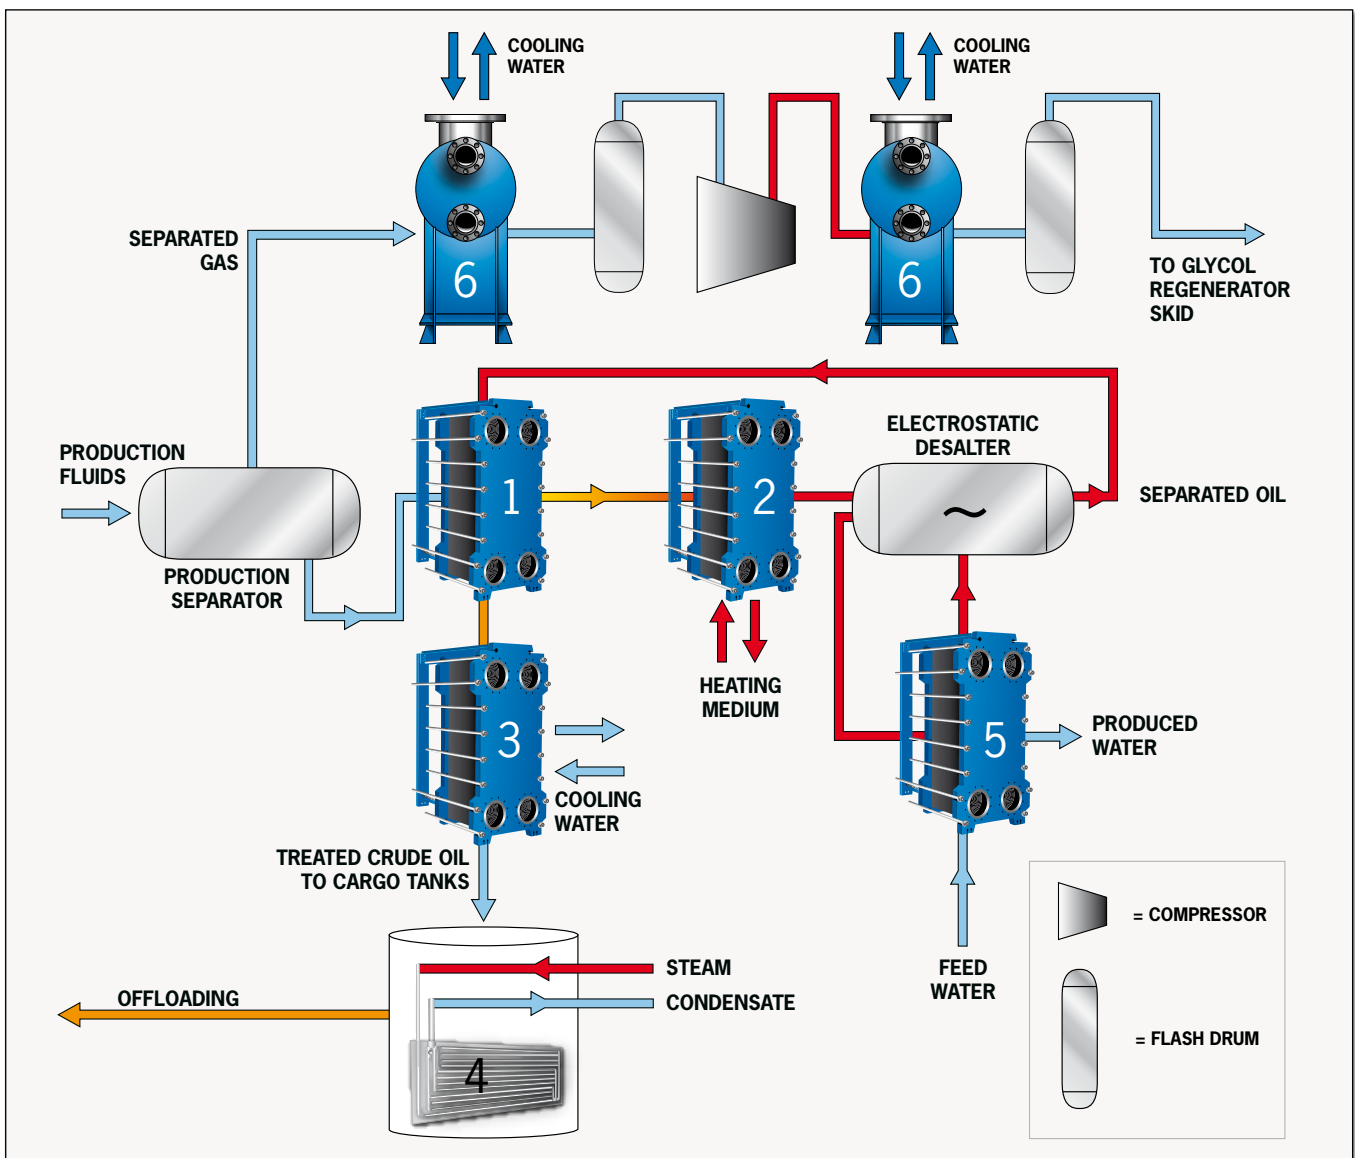 COOLING
WATER
COOLING
WATER
SEPARATED
GAS
6
6
TO GLYCOL
REGENERATOR
SKID
PRODUCTION
FLUIDS
ELECTROSTATIC
DESALTER
1
2
~
SEPARATED OIL
PRODUCTION
SEPARATOR
HEATING
MEDIUM
3
5
PRODUCED
WATER
COOLING
WATER
TREATED CRUDE OIL
TO CARGO TANKS
= COMPRESSOR
STEAM
FEED
WATER
OFFLOADING
CONDENSATE
= FLASH DRUM
4